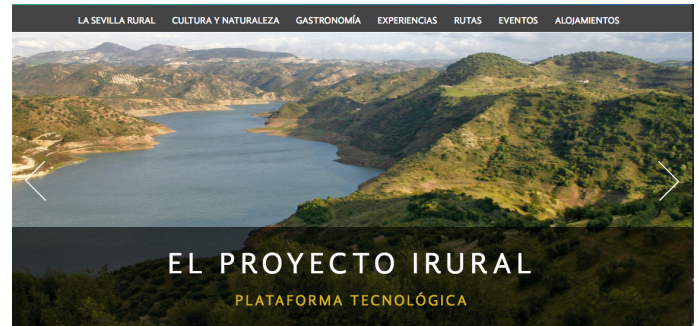 LA SEVILLA RURAL CULTURA Y NATURALEZA GASTRONOMÍA EXPERIENCIAS RUTAS EVENTOS ALOJAMIENTOS
EL PROYECTO IRURAL
PLATAFORMA TECNOLÓGICA